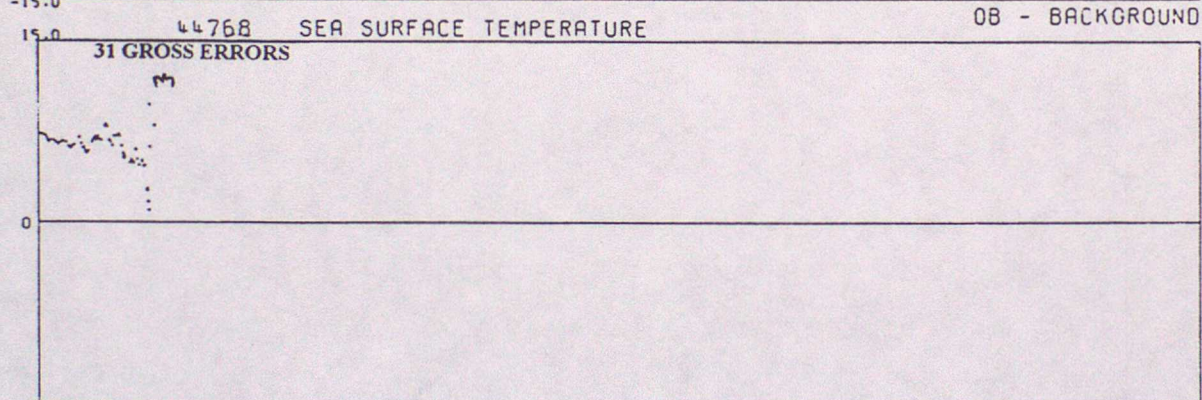 -15.0
44768 SEA SURFACE TEMPERATURE OB - BACKGROUND
15.0
31 GROSS ERRORS
0